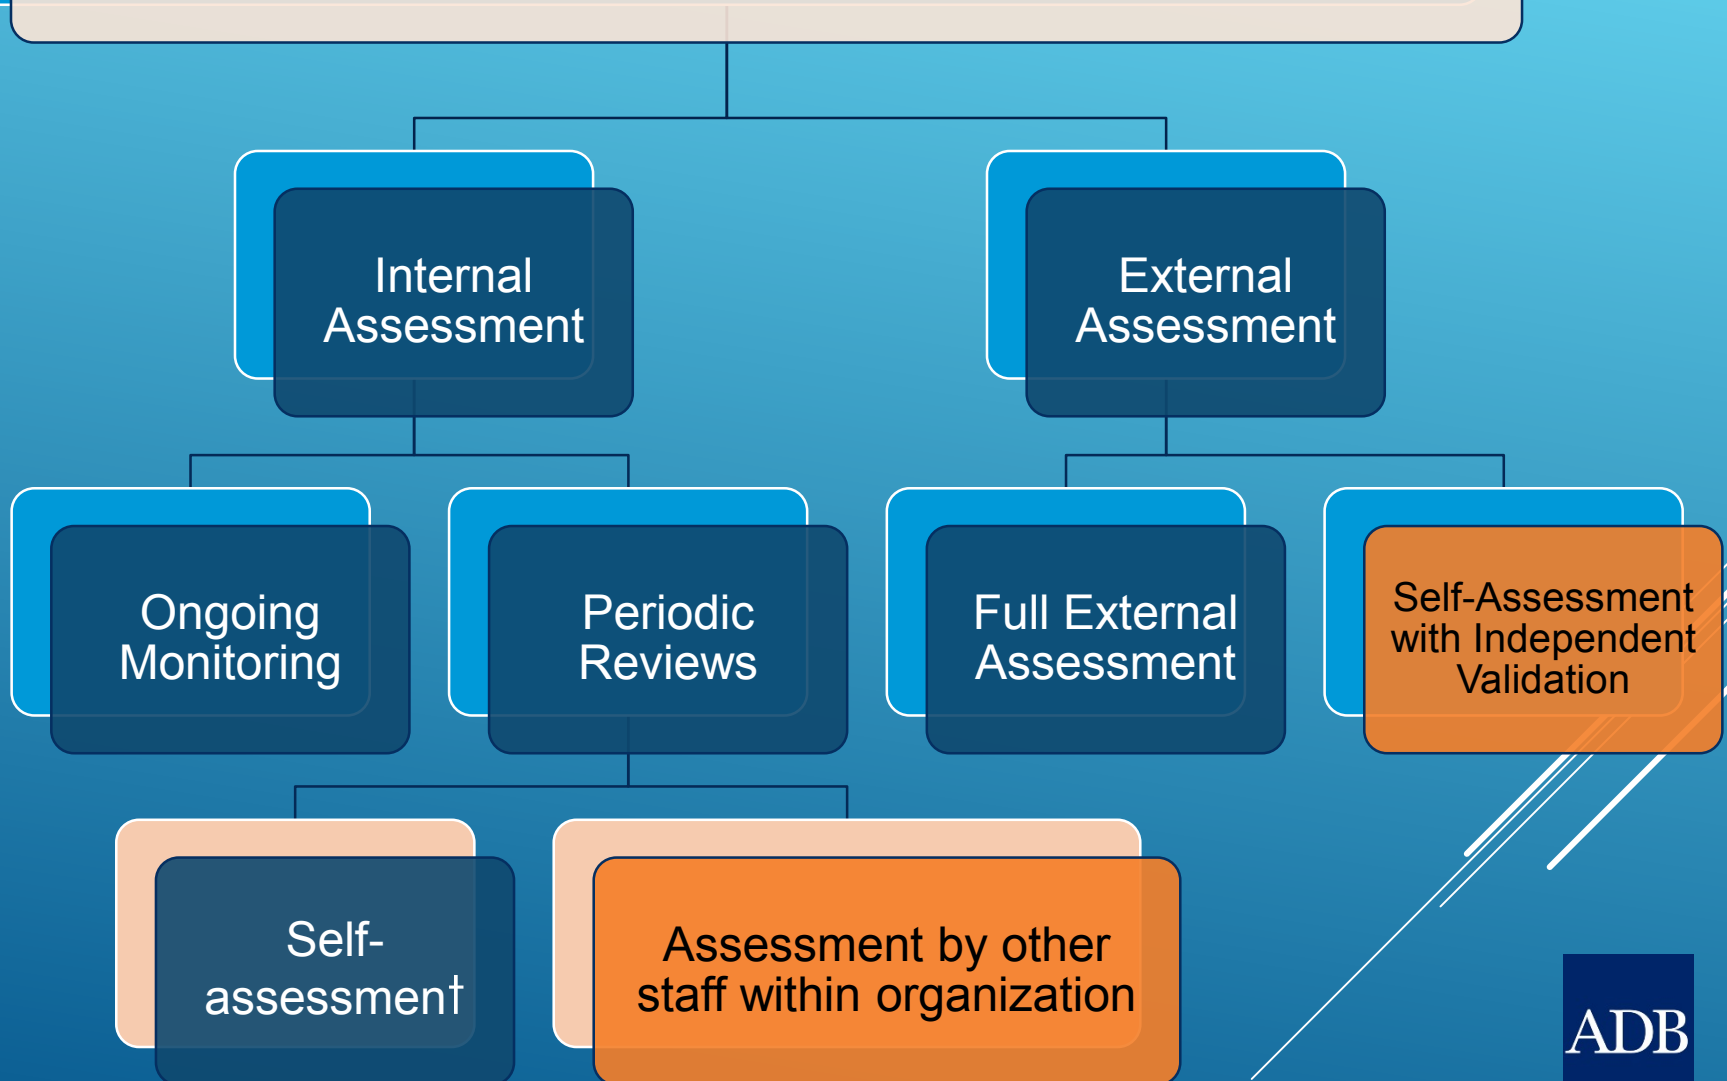 Internal
Assessment
External
Assessment
Ongoing
Monitoring
Periodic
Reviews
Full External
Assessment
Self-Assessment
with Independent
Validation
Self-
assessment
Assessment by other
staff within organization
ADB